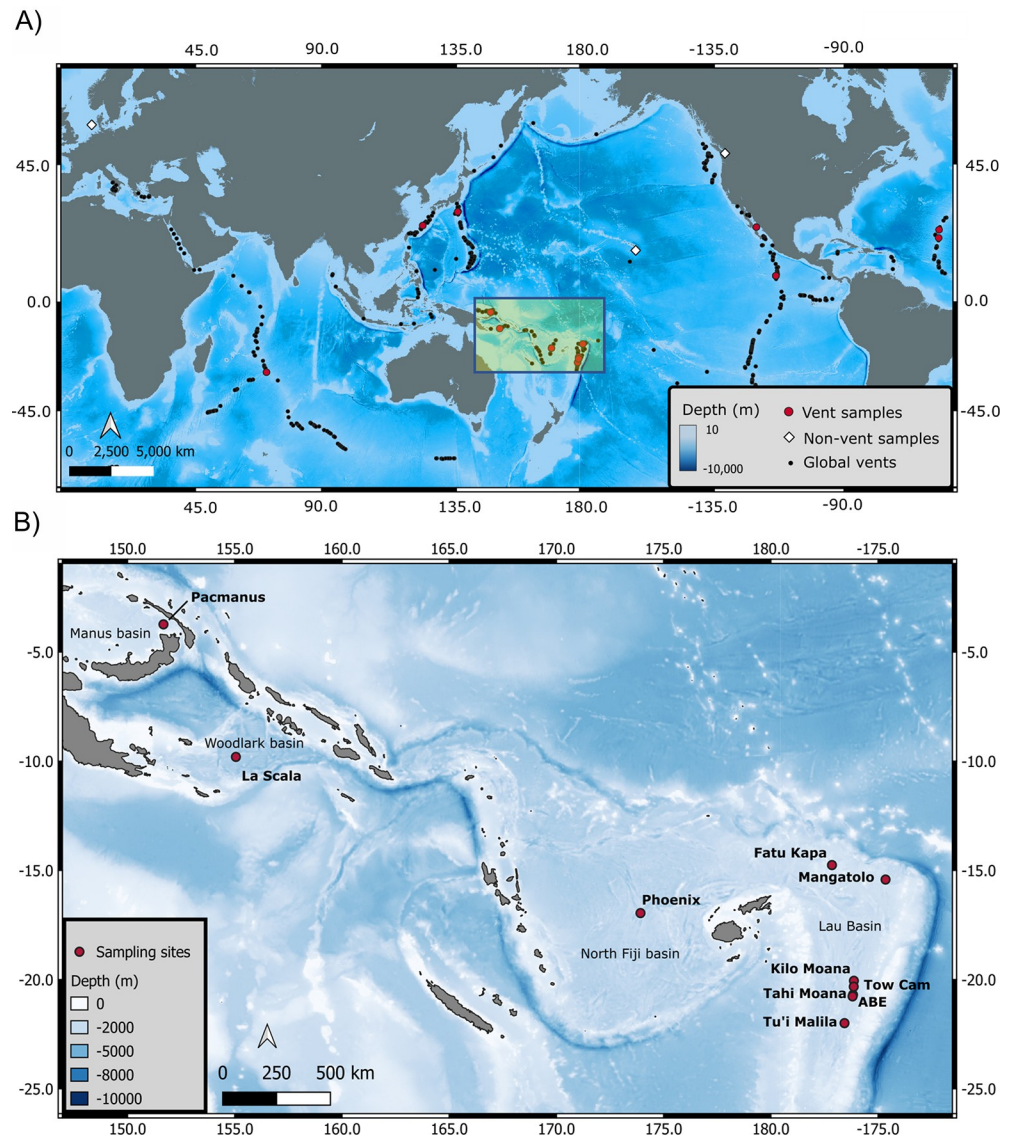 A)
45.0 90.0 135.0 180.0 -135.0 -90.0
45.0 45.0
0.0 0.0
-45.0 -45.0
0 2,500 5,000 km
Depth (m)
10
-10,000
Vent samples
Non-vent samples
Global vents
45.0 90.0 135.0 180.0 -135.0 -90.0
B)
150.0 155.0 160.0 165.0 170.0 175.0 180.0 -175.0
Pacmanus
Manus basin
-5.0 -5.0
Woodlark basin
-10.0 -10.0
La Scala
Fatu Kapa
-15.0 -15.0
Mangatolo
Phoenix
Lau Basin
North Fiji basin
Kilo Moana
-20.0 -20.0
Tow Cam
Tahi Moana
ABE
Tu'i Malila
Sampling sites
Depth (m)
0
-2000
-5000
-8000
-10000
0 250 500 km
-25.0 -25.0
150.0 155.0 160.0 165.0 170.0 175.0 180.0 -175.0